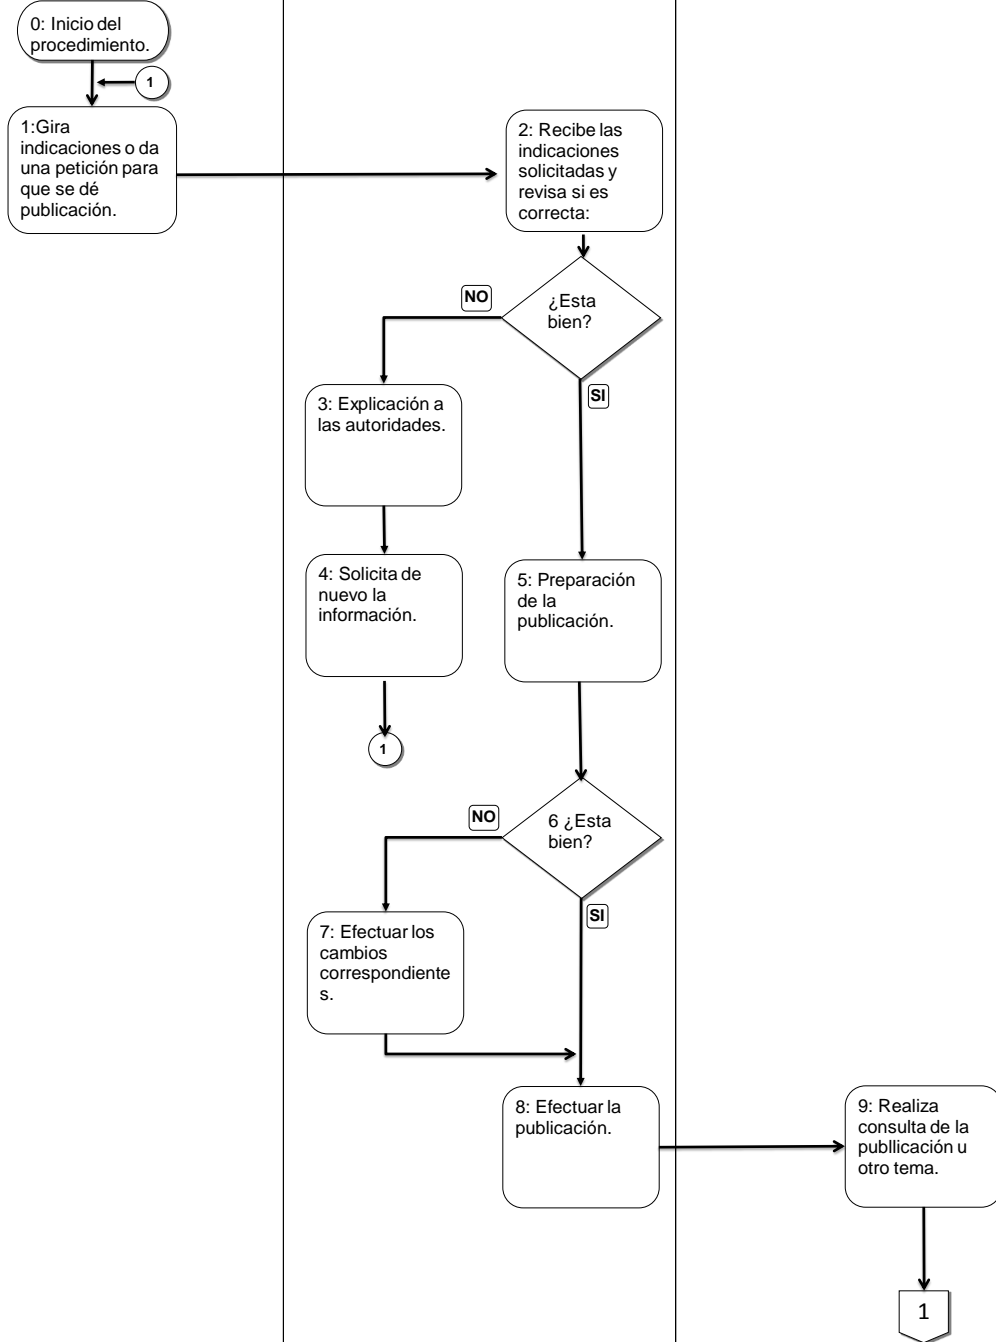 0: Inicio del
procedimiento.
1
1:Gira
indicaciones o da
una petición para
que se dé
publicación.
2: Recibe las
indicaciones
solicitadas y
revisa si es
correcta:
¿Esta
bien?
NO
SI
3: Explicación a
las autoridades.
4: Solicita de
nuevo la
información.
1
5: Preparación
de la
publicación.
6 ¿Esta
bien?
NO
SI
7: Efectuar los
cambios
correspondiente
s.
8: Efectuar la
publicación.
9: Realiza
consulta de la
publlicación u
otro tema.
1